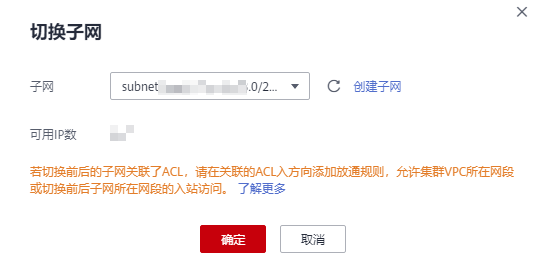 切换子网
子网 subnet .0/2... 创建子网
可用IP数
若切换前后的子网关联了ACL，请在关联的ACL入方向添加放通规则，允许集群VPC所在网段
或切换前后子网所在网段的入站访问。 了解更多
确定 取消